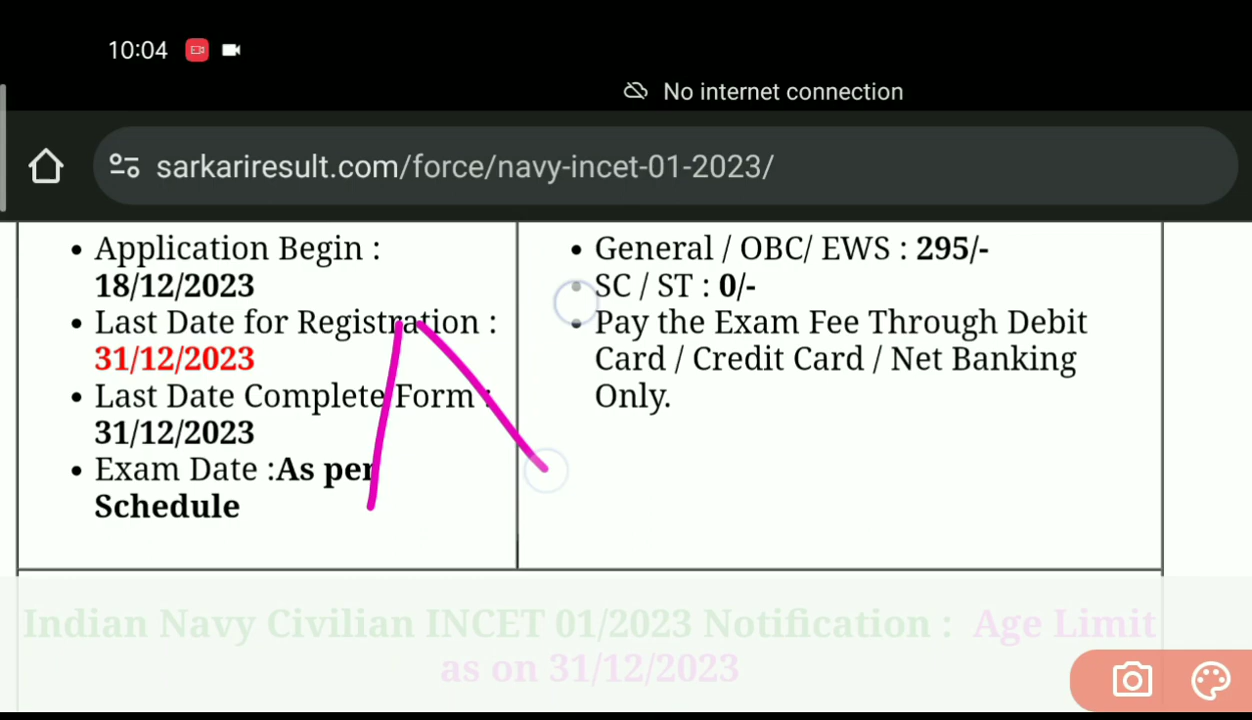 10:04
No internet connection
sarkariresult.com/force/navy-incet-01-2023/
• Application Begin :
18/12/2023
• Last Date for Registration :
31/12/2023
• Last Date Complete Form :
31/12/2023
• Exam Date :As per
Schedule
• General / OBC/ EWS : 295/-
• SC / ST : 0/-
• Pay the Exam Fee Through Debit
Card / Credit Card / Net Banking
Only.
Indian Navy Civilian INCET 01/2023 Notification : Age Limit
as on 31/12/2023